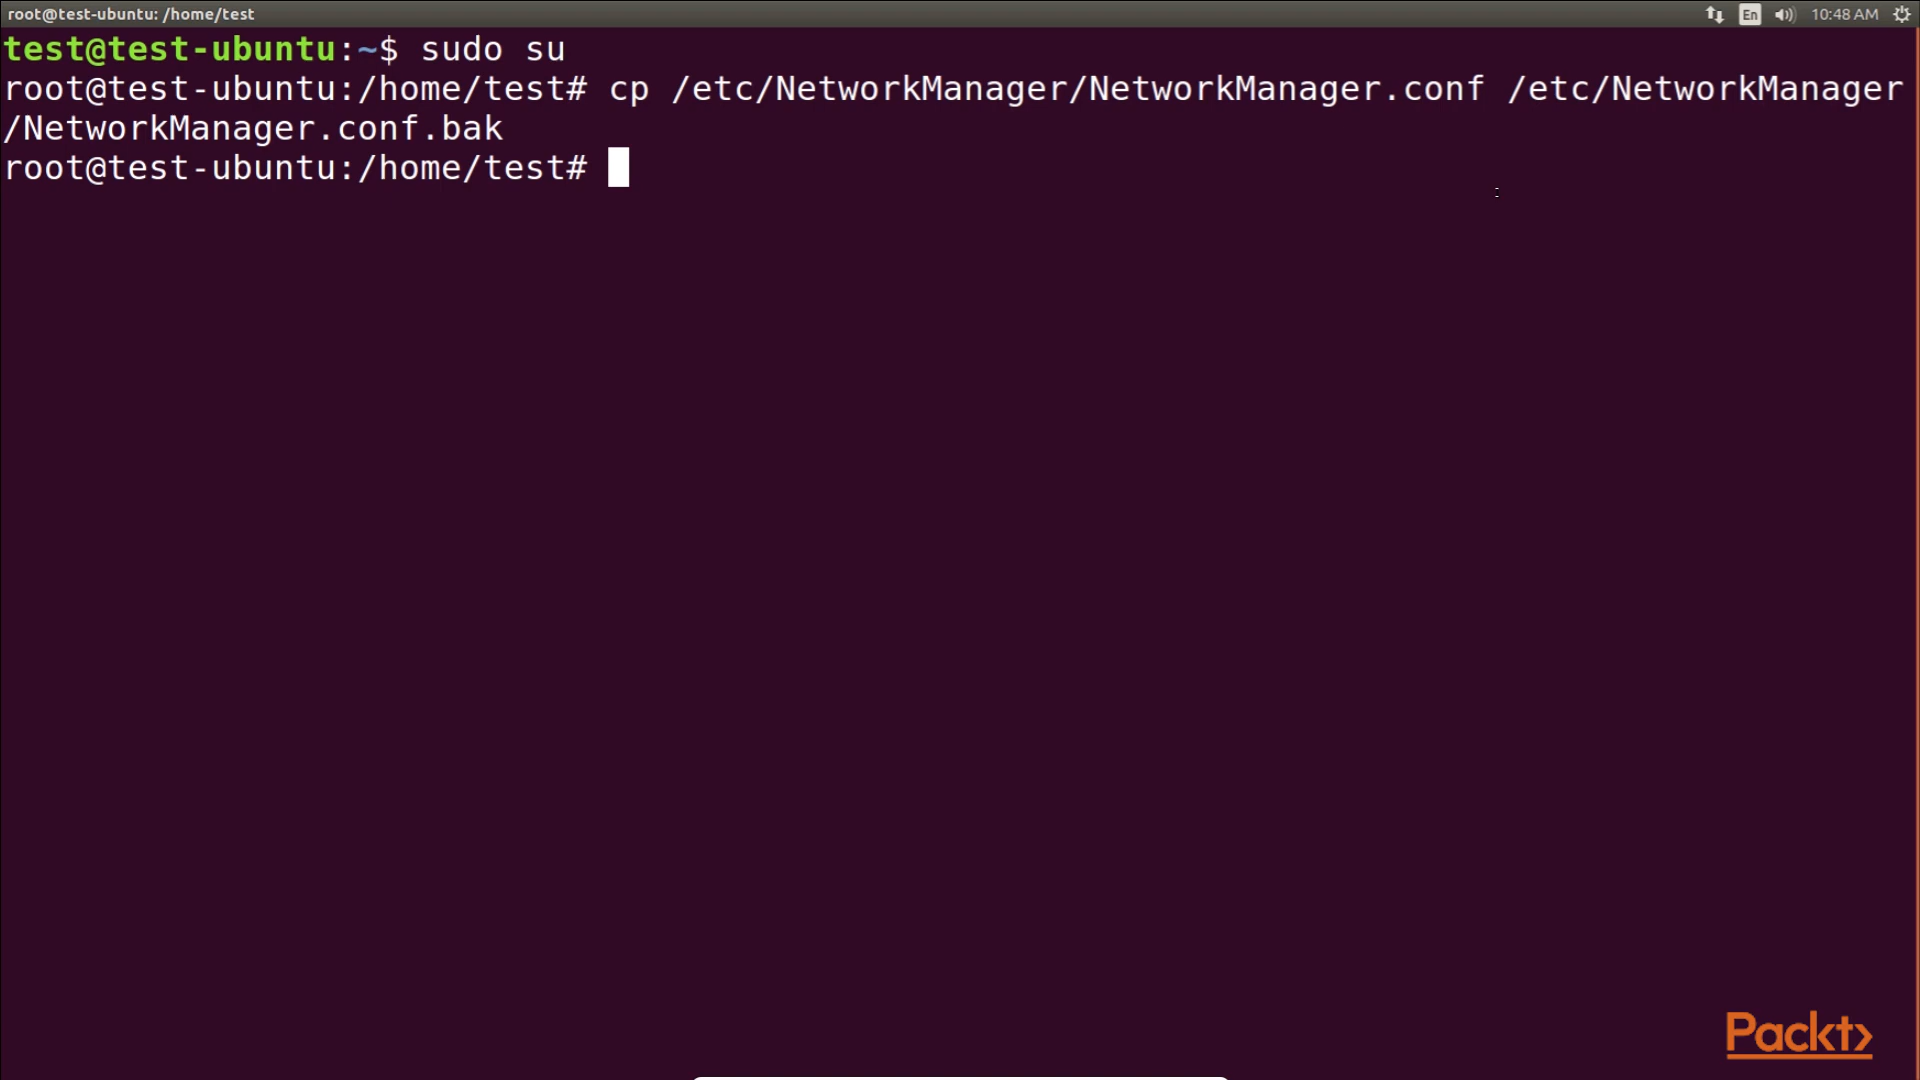 root@test-ubuntu: /home/test
En
10:48 AM
test@test-ubuntu:~$ sudo su
root@test-ubuntu:/home/test# cp /etc/NetworkManager/NetworkManager.conf /etc/NetworkManager
/NetworkManager.conf.bak
root@test-ubuntu:/home/test#
Packt>